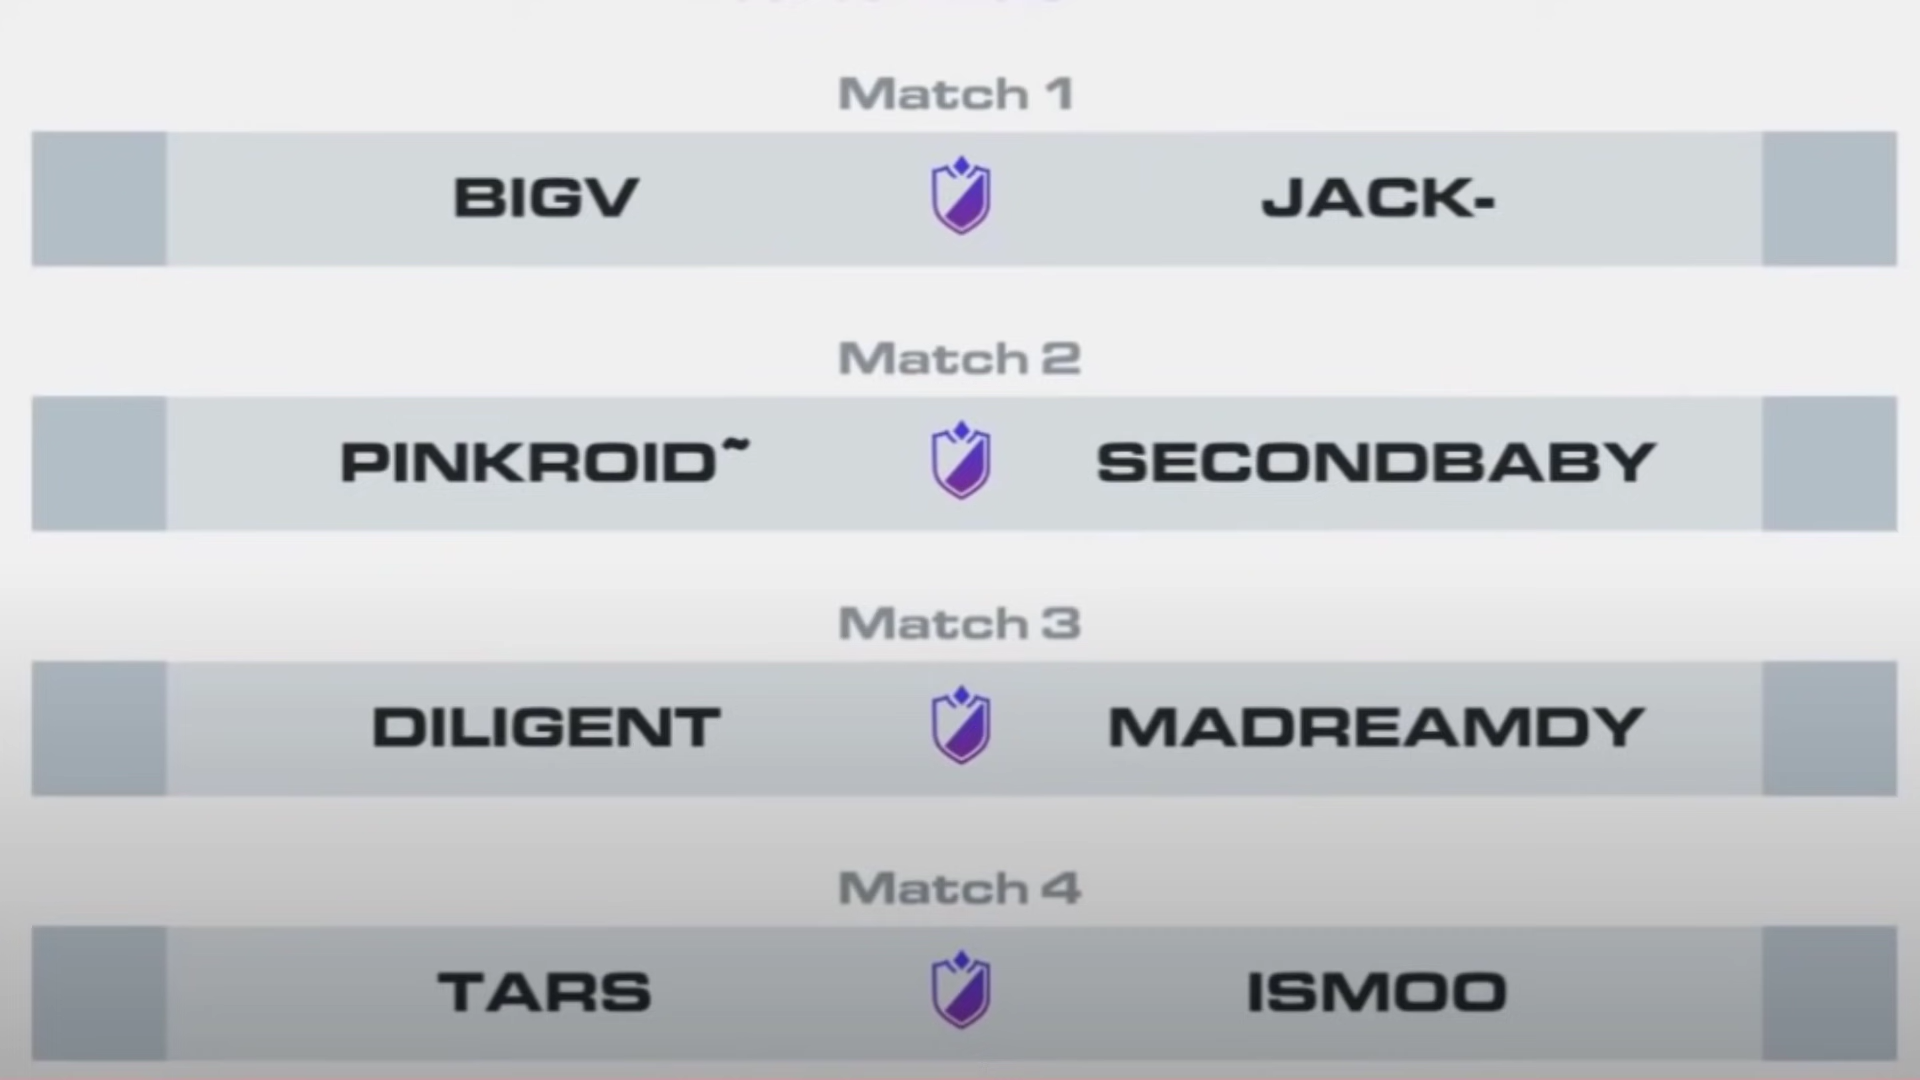 Match 1
BIGV JACK-
Match 2
PINKROID~ SECONDBABY
Match 3
DILIGENT MADREAMDY
Match 4
TARS ISMOO